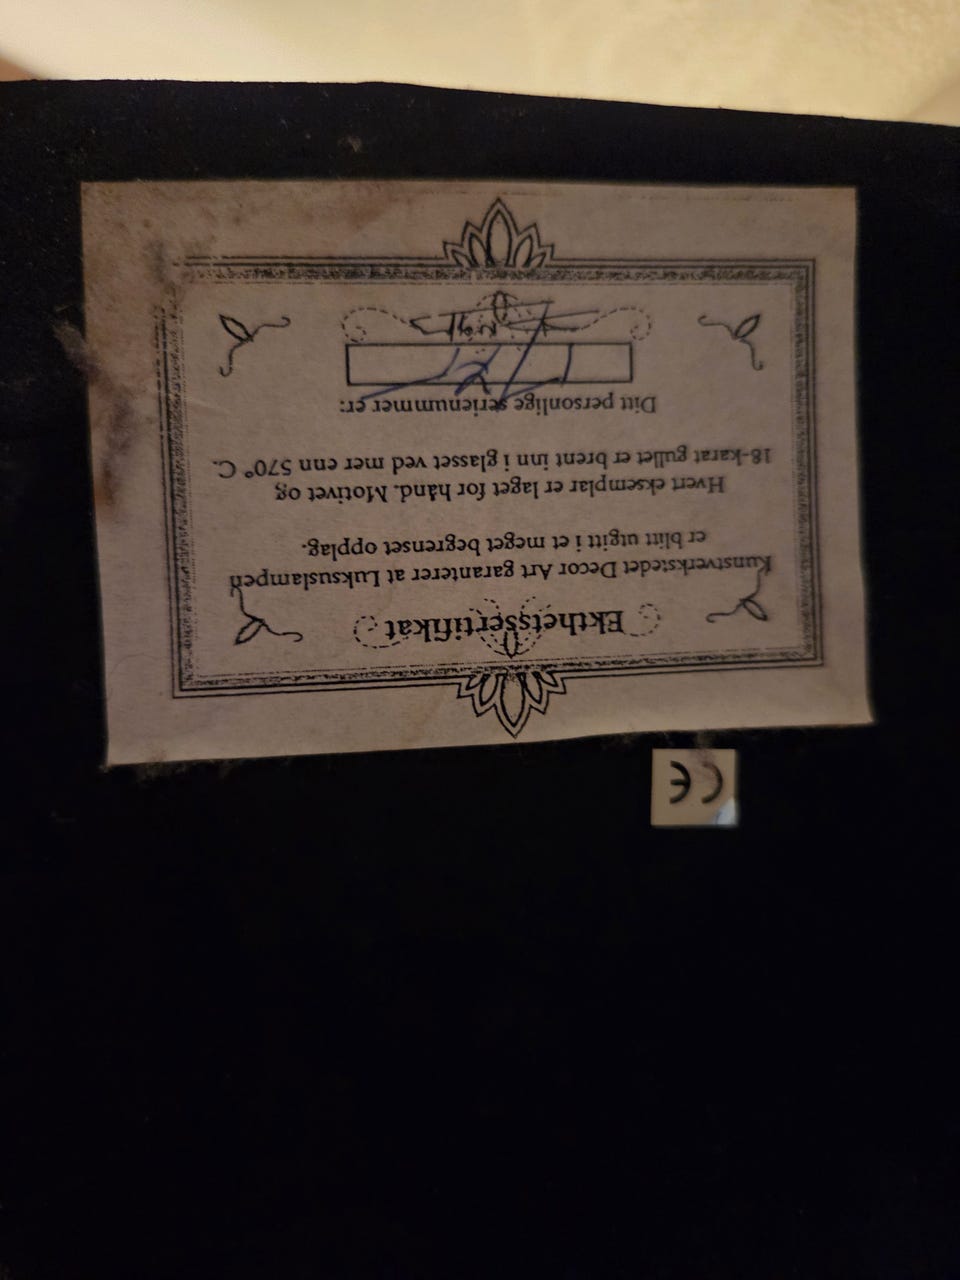 Ekthetssertifikat
Kunstverkstedet Decor Art garanterer at Luksuslampen
er blitt utgitt i et meget begrenset opplag.
Hvert eksemplar er laget for hånd. Motivet og
18-karat gullet er brent inn i glasset ved mer enn 570° C.
Ditt personlige serienummer er:
CE